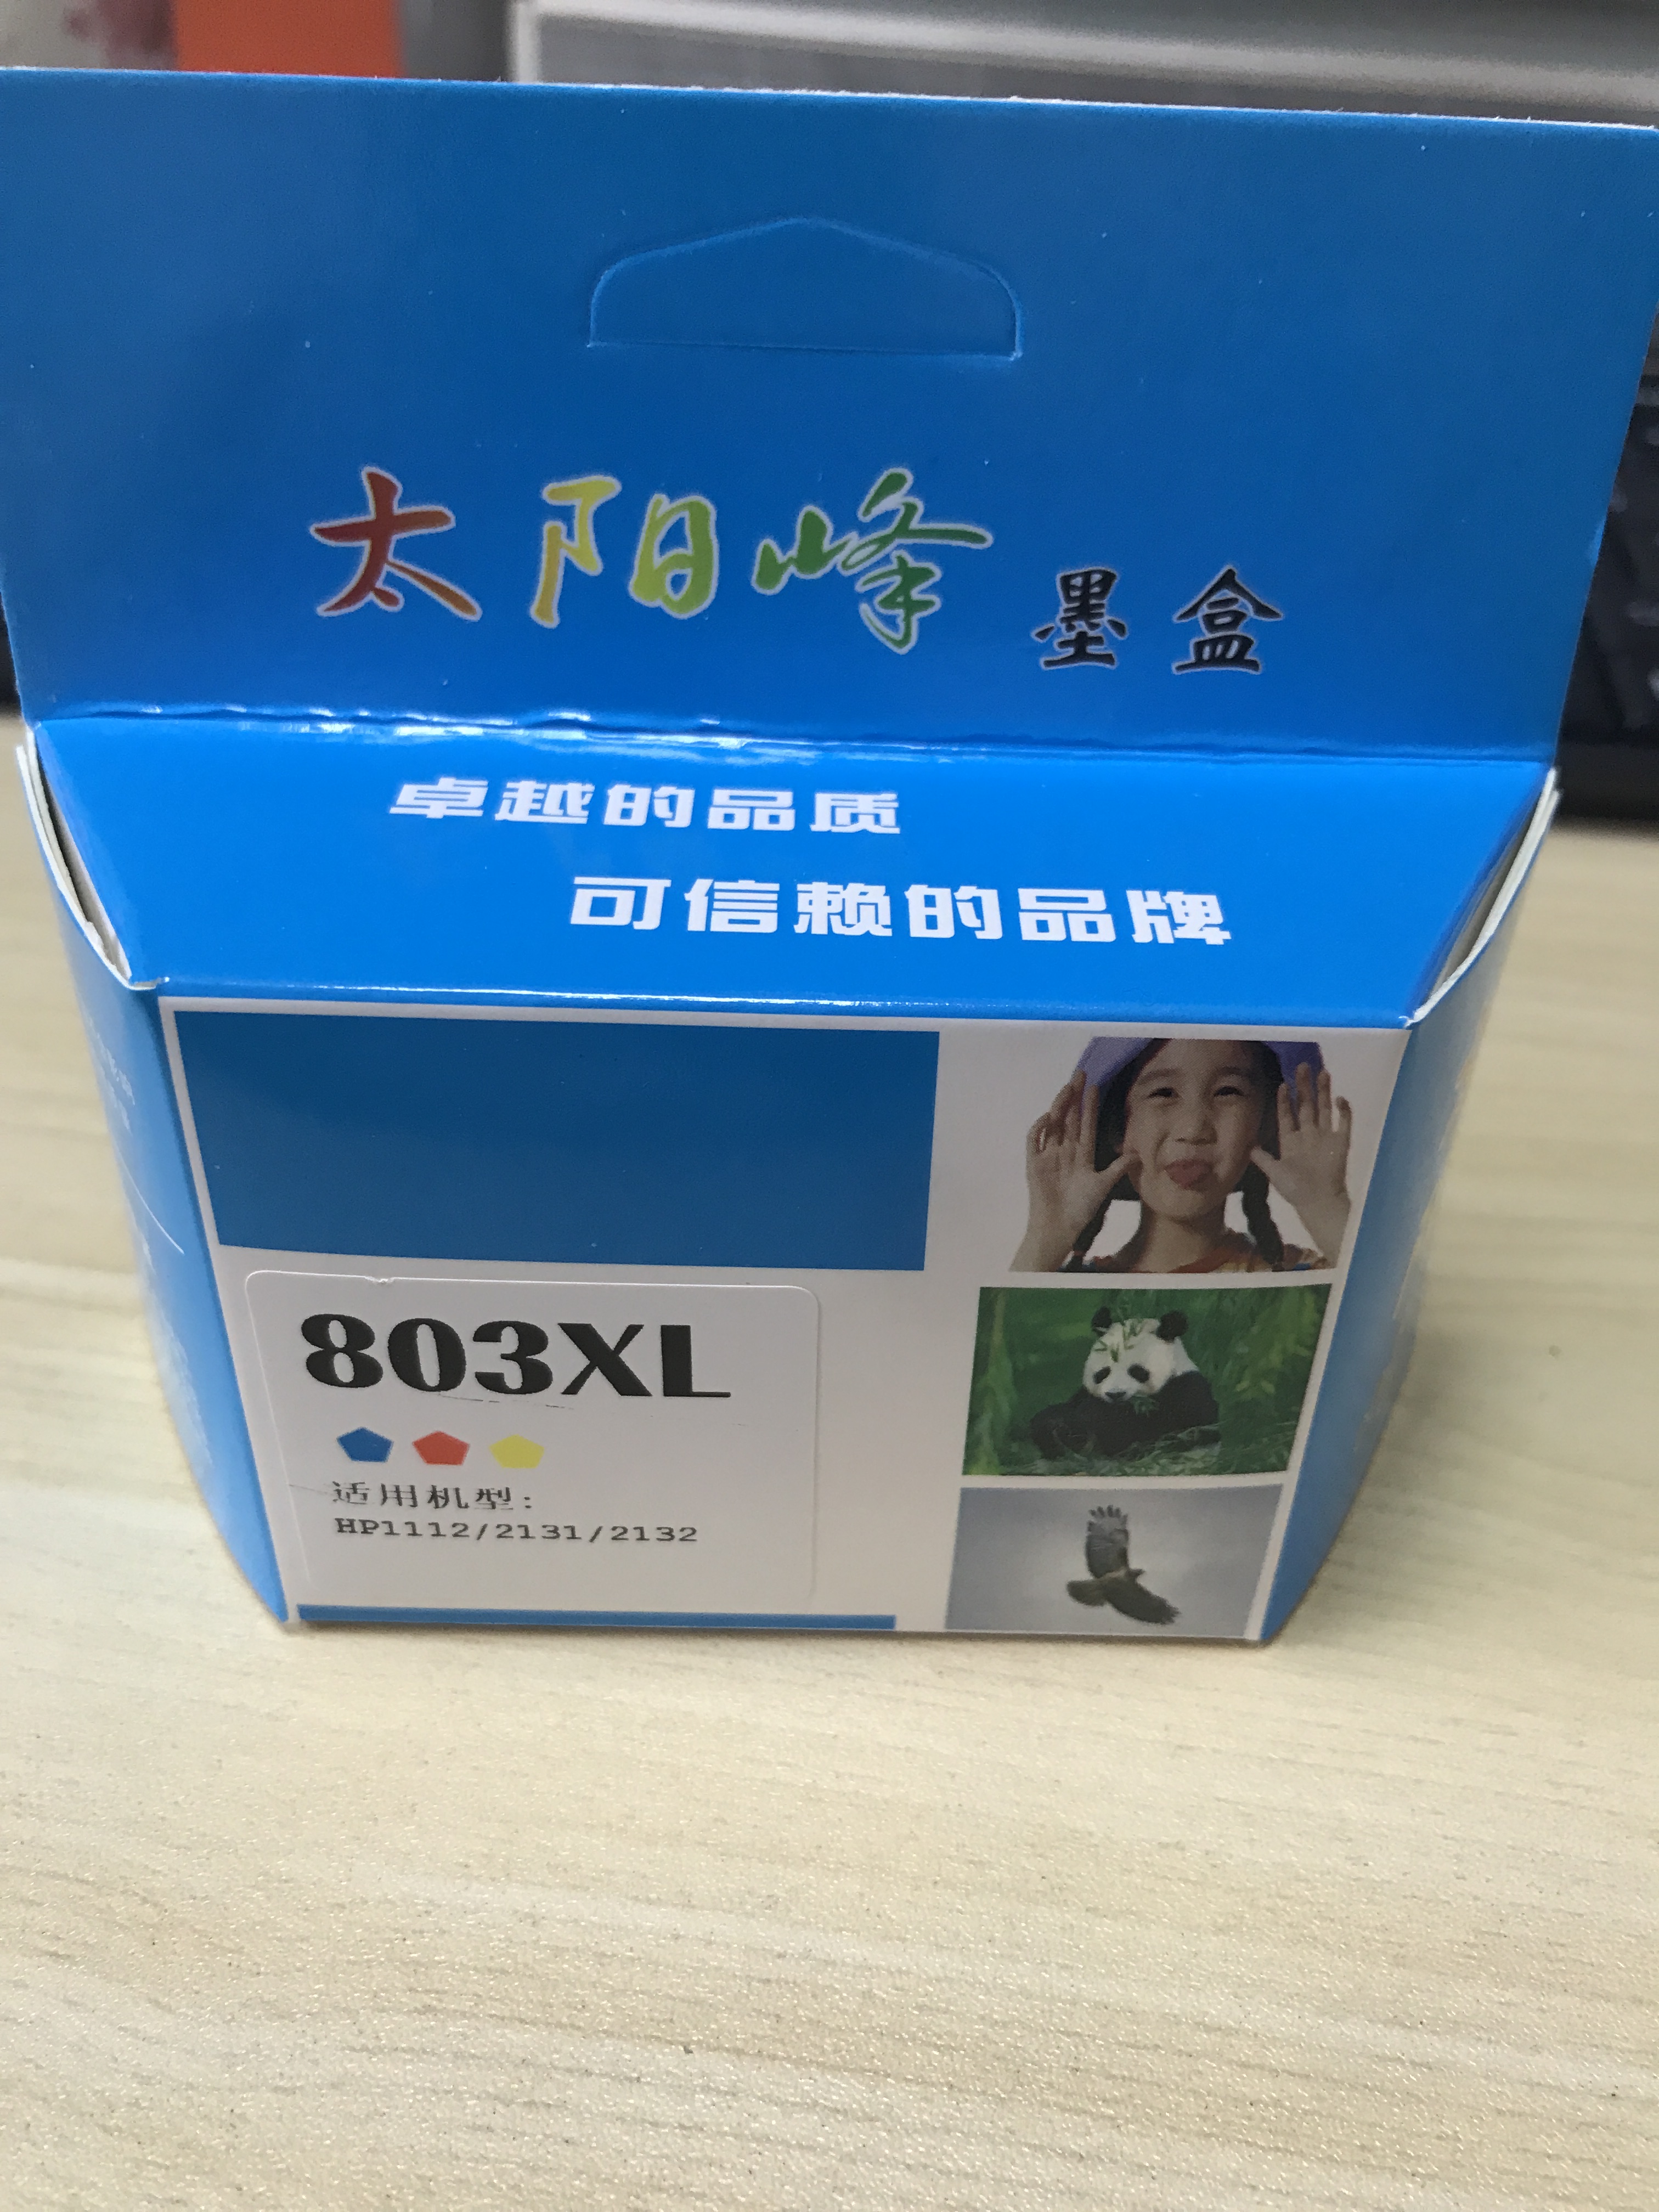 太阳峰 墨盒
卓越的品质
可信赖的品牌
803XL
适用机型:
HP1112/2131/2132